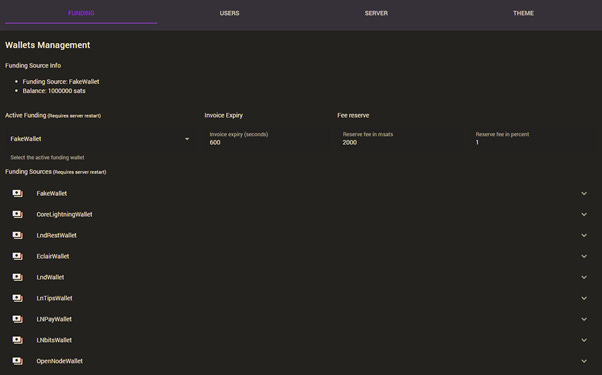 FUNDING USERS SERVER THEME
Wallets Management
Funding Source Info
Funding Source: FakeWallet
Balance: 1000000 sats
Active Funding (Requires server restart) Invoice Expiry Fee reserve
FakeWallet
Invoice expiry (seconds) Reserve fee in msats Reserve fee in percent
600 2000 1
Select the active funding wallet
Funding Sources (Requires server restart)
FakeWallet
CoreLightningWallet
LndRestWallet
EclairWallet
LndWallet
LnTipsWallet
LNPayWallet
LNbitsWallet
OpenNodeWallet